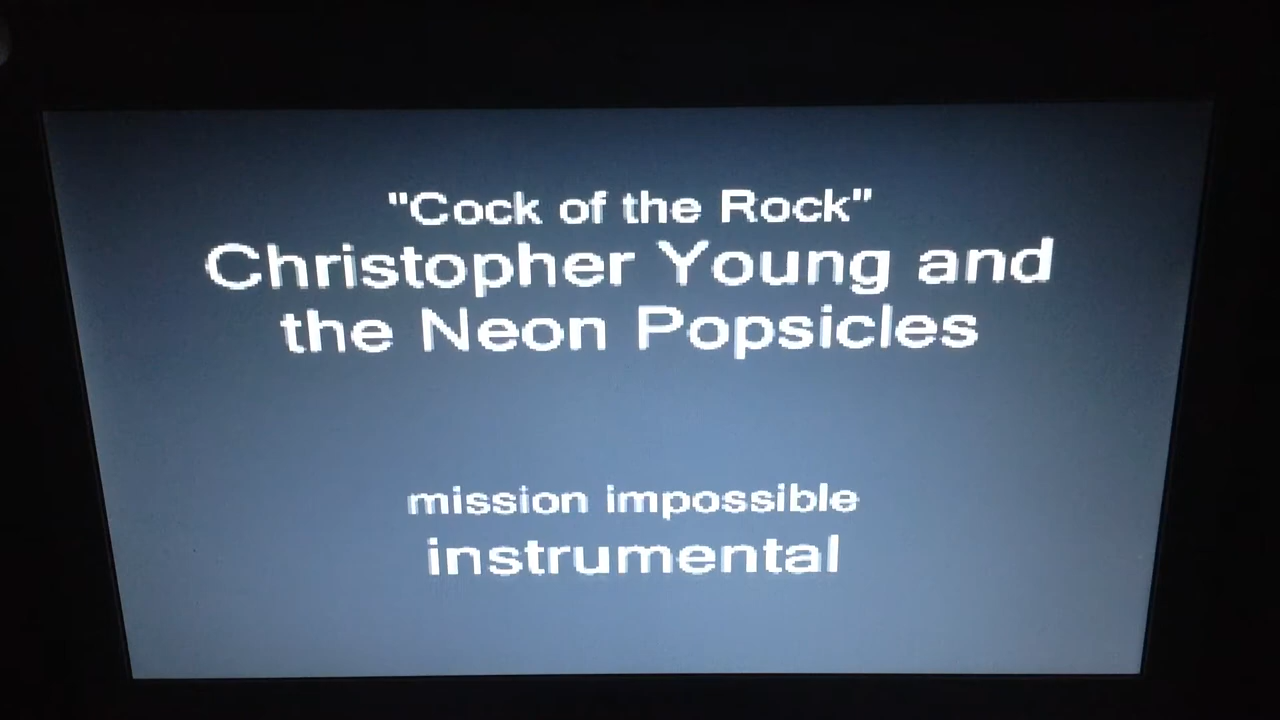 "Cock of the Rock"
Christopher Young and
the Neon Popsicles
mission impossible
instrumental